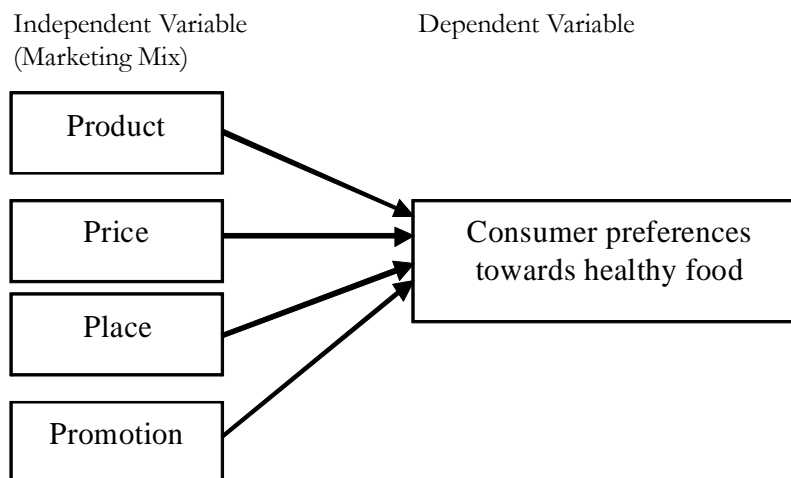 Independent Variable
(Marketing Mix)
Dependent Variable
Product
Price
Place
Promotion
Consumer preferences
towards healthy food